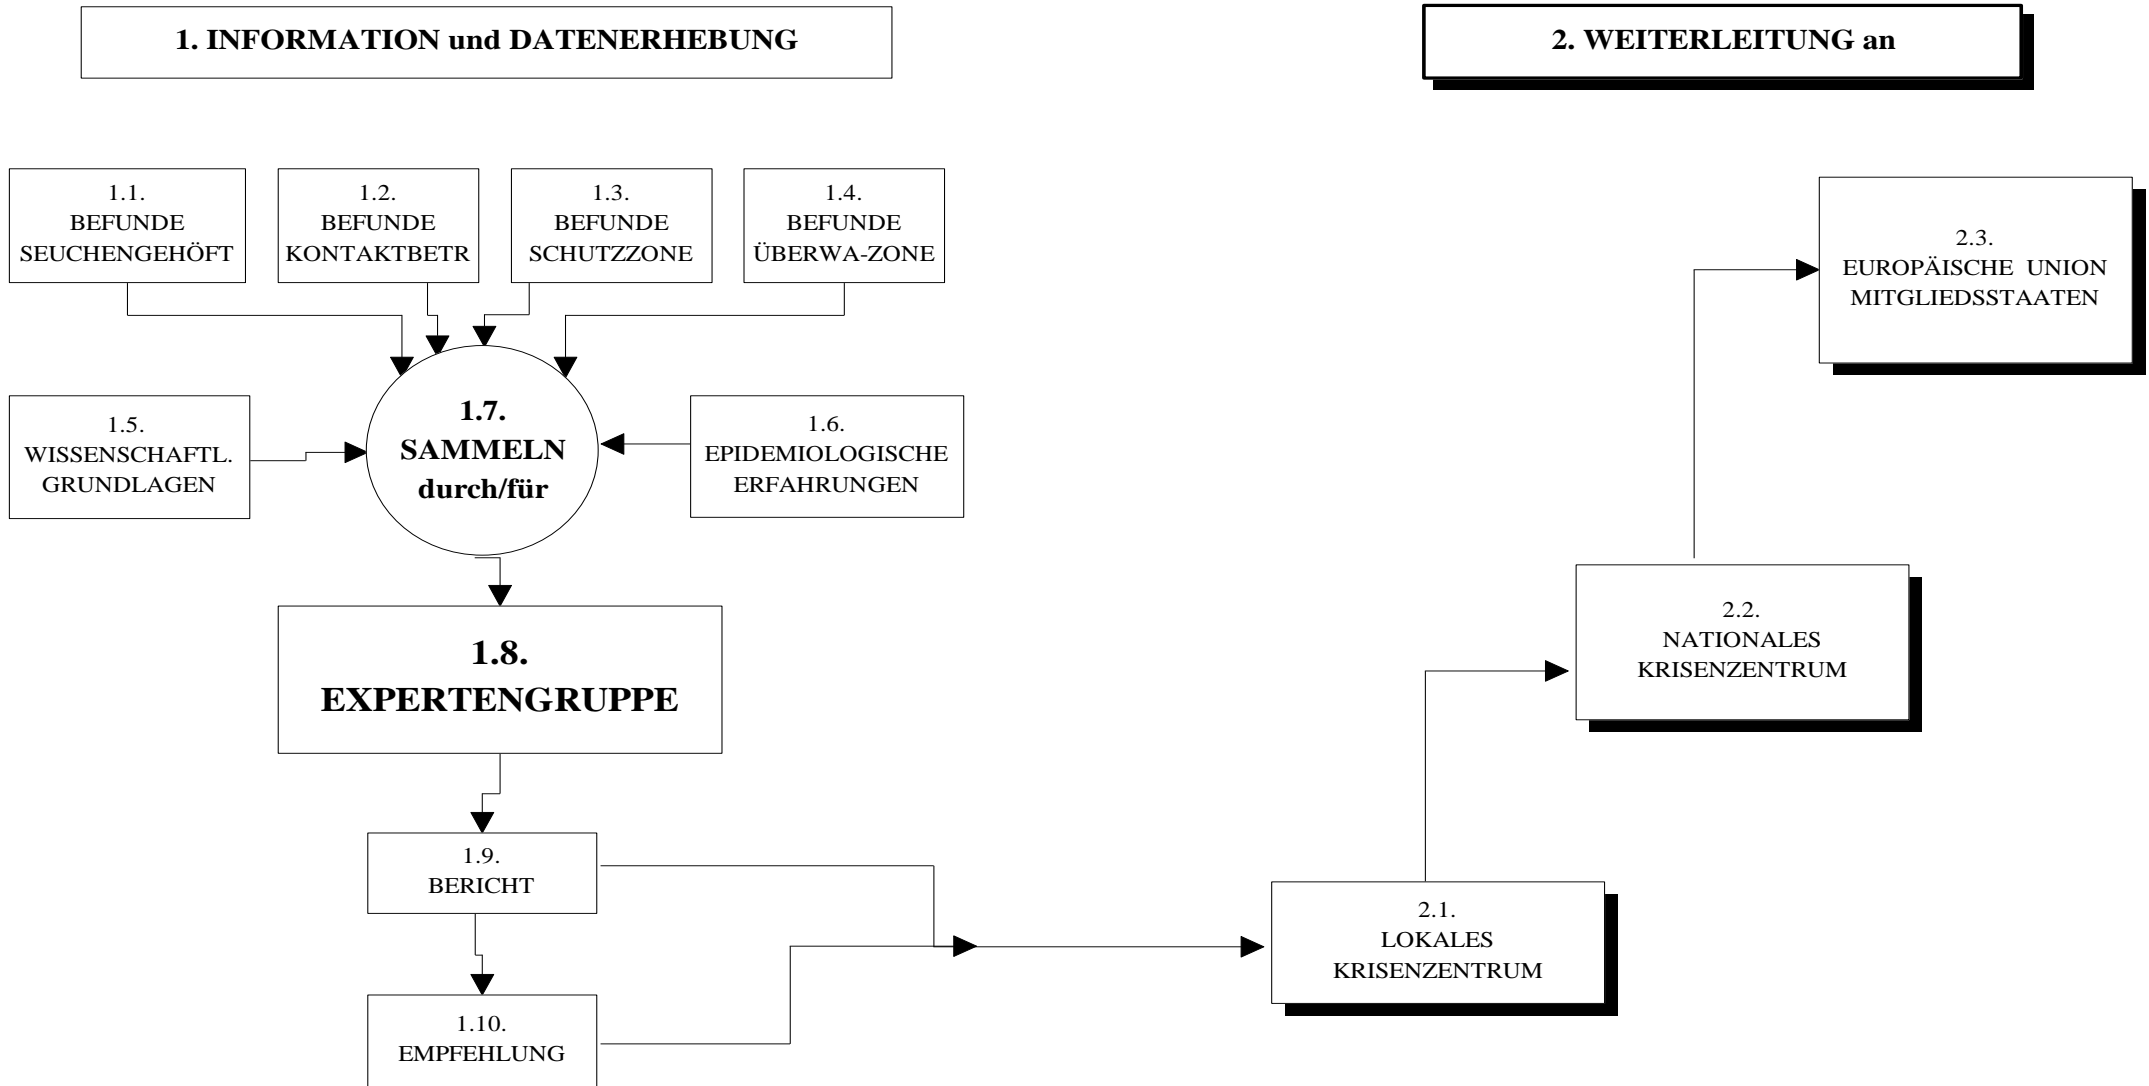 1. INFORMATION und DATENERHEBUNG
2. WEITERLEITUNG an
1.1.
BEFUNDE
SEUCHENGEHÖFT
1.2.
BEFUNDE
KONTAKTBETR
1.3.
BEFUNDE
SCHUTZZONE
1.4.
BEFUNDE
ÜBERWA-ZONE
1.5.
WISSENSCHAFTL.
GRUNDLAGEN
1.7.
SAMMELN
durch/für
1.6.
EPIDEMIOLOGISCHE
ERFAHRUNGEN
1.8.
EXPERTENGRUPPE
1.9.
BERICHT
1.10.
EMPFEHLUNG
2.3.
EUROPÄISCHE UNION
MITGLIEDSSTAATEN
2.2.
NATIONALES
KRISENZENTRUM
2.1.
LOKALES
KRISENZENTRUM